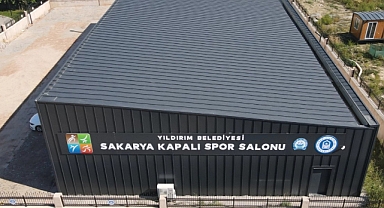 YILDIRIM BELEDİYESİ
SAKARYA KAPALI SPOR SALONU